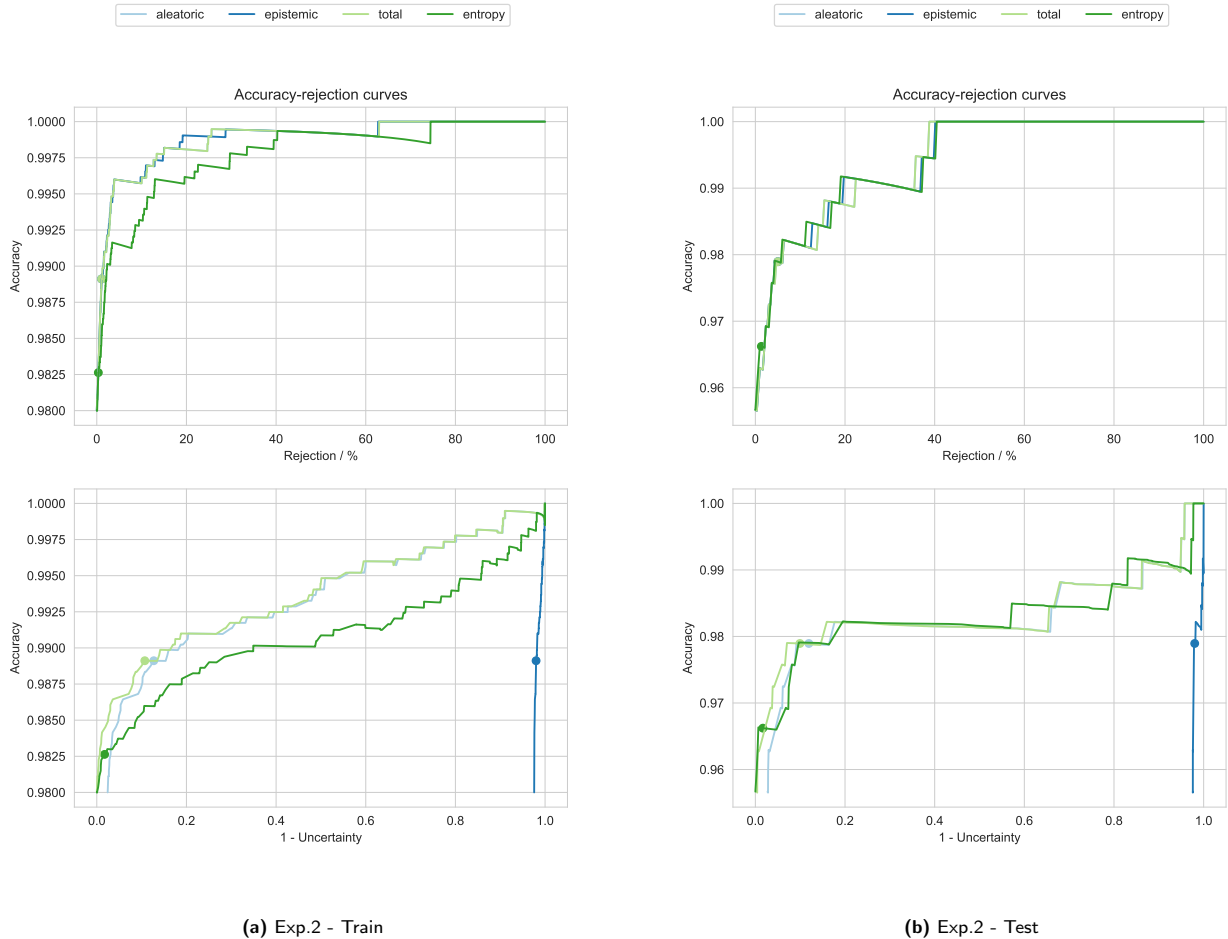 aleatoric epistemic total entropy
Accuracy-rejection curves
1.0000
0.9975
0.9950
0.9925
0.9900
0.9875
0.9850
0.9825
0.9800
Accuracy
0 20 40 60 80 100
Rejection / %
1.0000
0.9975
0.9950
0.9925
0.9900
0.9875
0.9850
0.9825
0.9800
Accuracy
0.0 0.2 0.4 0.6 0.8 1.0
1 - Uncertainty
(a) Exp.2 - Train
aleatoric epistemic total entropy
Accuracy-rejection curves
1.00
0.99
0.98
0.97
0.96
Accuracy
0 20 40 60 80 100
Rejection / %
1.00
0.99
0.98
0.97
0.96
Accuracy
0.0 0.2 0.4 0.6 0.8 1.0
1 - Uncertainty
(b) Exp.2 - Test